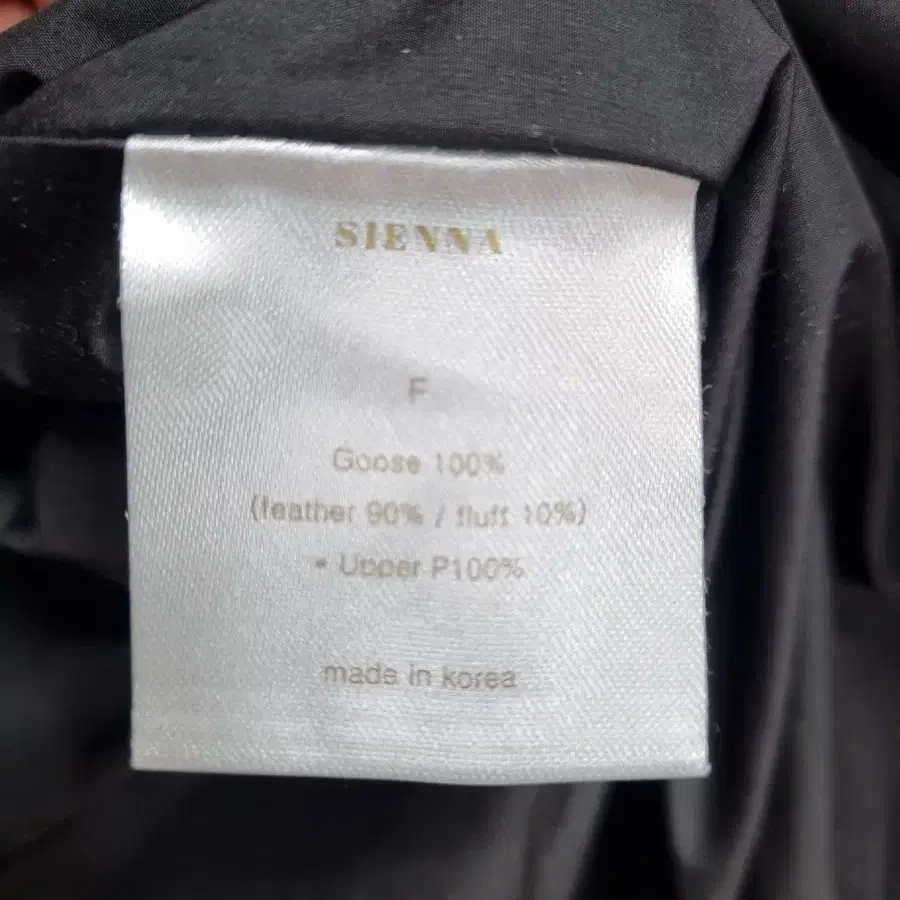 SIENNA
F
Goose 100%
(feather 90% / fluff 10%)
• Upper P100%
made in korea